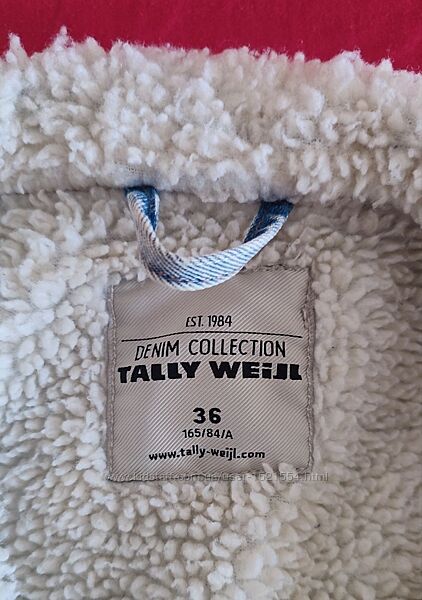 EST. 1984
DENIM COLLECTION
TALLY WEiJL
36
165/84/A
www.tally-weijl.com